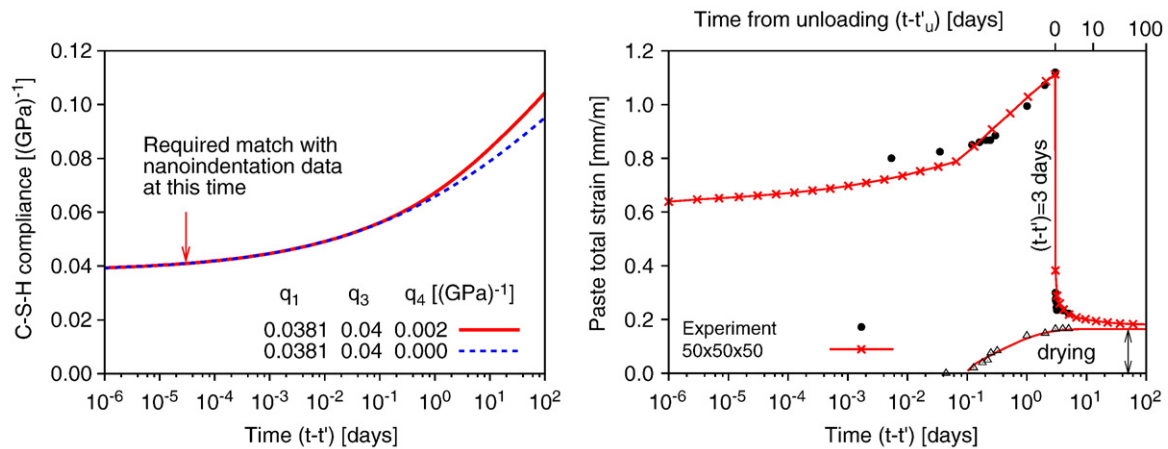 0.12
0.10
0.08
0.06
0.04
0.02
0.00
C-S-H compliance [(GPa)⁻¹]
Required match with
nanoindentation data
at this time
q₁ q₃ q₄ [(GPa)⁻¹]
0.0381 0.04 0.002
0.0381 0.04 0.000
10⁻⁶ 10⁻⁵ 10⁻⁴ 10⁻³ 10⁻² 10⁻¹ 10⁰ 10¹ 10²
Time (t-t') [days]
Time from unloading (t-t'ᵤ) [days]
0 10 100
1.2
1.0
0.8
0.6
0.4
0.2
0.0
Paste total strain [mm/m]
(t-t')=3 days
Experiment
50x50x50
drying
10⁻⁶ 10⁻⁵ 10⁻⁴ 10⁻³ 10⁻² 10⁻¹ 10⁰ 10¹ 10²
Time (t-t') [days]